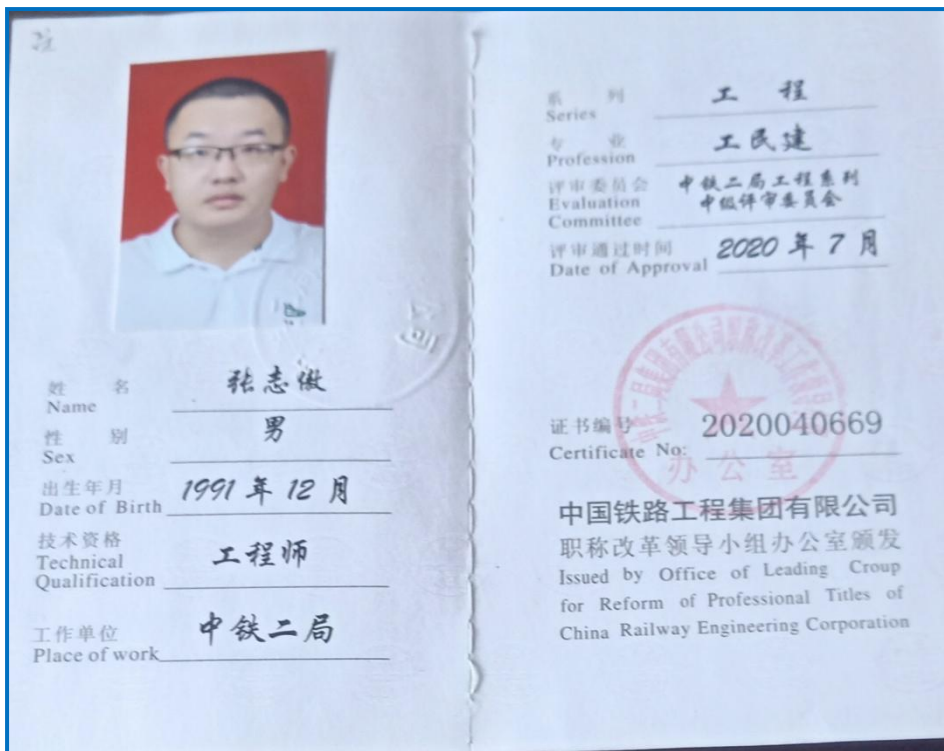 姓名 张志傲
Name
性别 男
Sex
出生年月 1991 年 12 月
Date of Birth
技术资格 工程师
Technical
Qualification
工作单位 中铁二局
Place of work
系列 工 程
Series
专业 工民建
Profession
评审委员会 中铁二局工程系列
Evaluation 中级评审委员会
Committee
评审通过时间 2020 年 7 月
Date of Approval
办公室
证书编号 2020040669
Certificate No:
中国铁路工程集团有限公司
职称改革领导小组办公室颁发
Issued by Office of Leading Croup
for Reform of Professional Titles of
China Railway Engineering Corporation